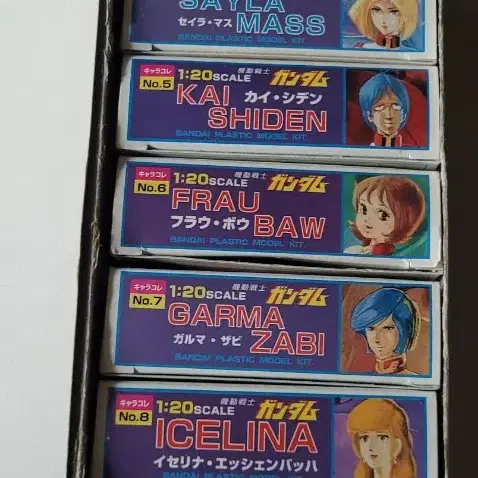 SAYLA
セイラ・マス MASS
BANDAI PLASTIC MODEL KIT.
キャラコレ No.5
1:20SCALE 機動戦士 ガンダム
KAI カイ・シデン
SHIDEN
BANDAI PLASTIC MODEL KIT.
キャラコレ No.6
1:20SCALE 機動戦士 ガンダム
FRAU
フラウ・ボウ BAW
BANDAI PLASTIC MODEL KIT.
キャラコレ No.7
1:20SCALE 機動戦士 ガンダム
GARMA
ガルマ・ザビ ZABI
BANDAI PLASTIC MODEL KIT.
キャラコレ No.8
1:20SCALE 機動戦士 ガンダム
ICELINA
イセリナ・エッシェンバッハ
BANDAI PLASTIC MODEL KIT.